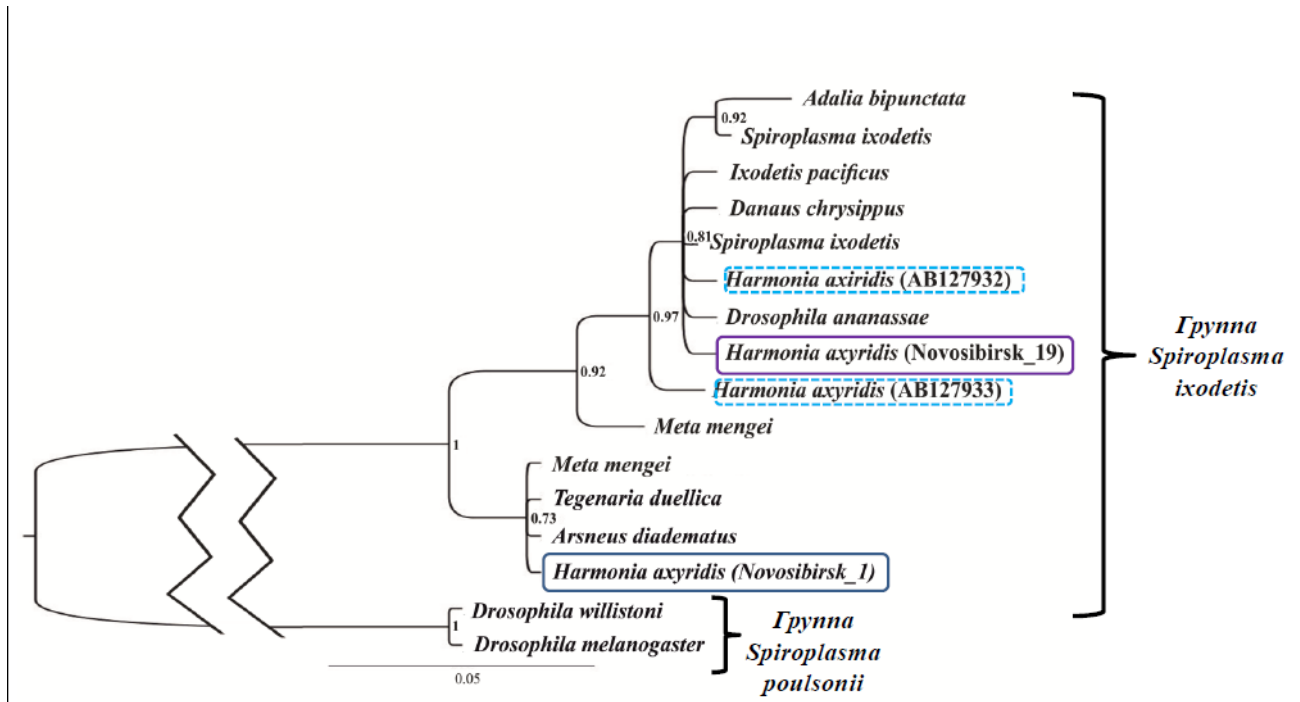 Adalia bipunctata
0.92
Spiroplasma ixodetis
Ixodetis pacificus
Danaus chrysippus
0.81
Spiroplasma ixodetis
Harmonia axiridis (AB127932)
0.97
Drosophila ananassae
Harmonia axyridis (Novosibirsk_19)
0.92
Harmonia axyridis (AB127933)
Meta mengei
1
Meta mengei
Tegenaria duellica
0.73
Arsneus diadematus
Harmonia axyridis (Novosibirsk_1)
Drosophila willistoni
1
Drosophila melanogaster
0.05
Группа
Spiroplasma
ixodetis
Группа
Spiroplasma
poulsonii